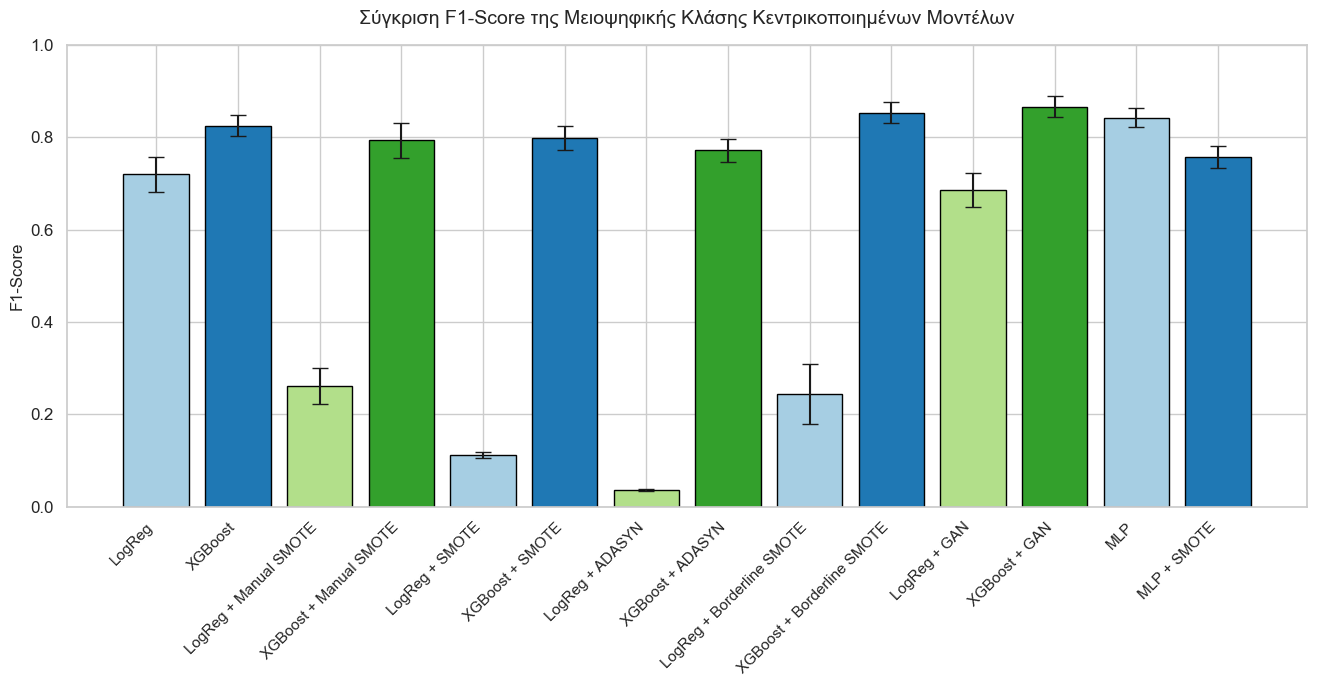 Σύγκριση F1-Score της Μειοψηφικής Κλάσης Κεντρικοποιημένων Μοντέλων
1.0
0.8
0.6
0.4
0.2
0.0
F1-Score
LogReg
XGBoost
LogReg + Manual SMOTE
XGBoost + Manual SMOTE
LogReg + SMOTE
XGBoost + SMOTE
LogReg + ADASYN
XGBoost + ADASYN
LogReg + Borderline SMOTE
XGBoost + Borderline SMOTE
LogReg + GAN
XGBoost + GAN
MLP
MLP + SMOTE